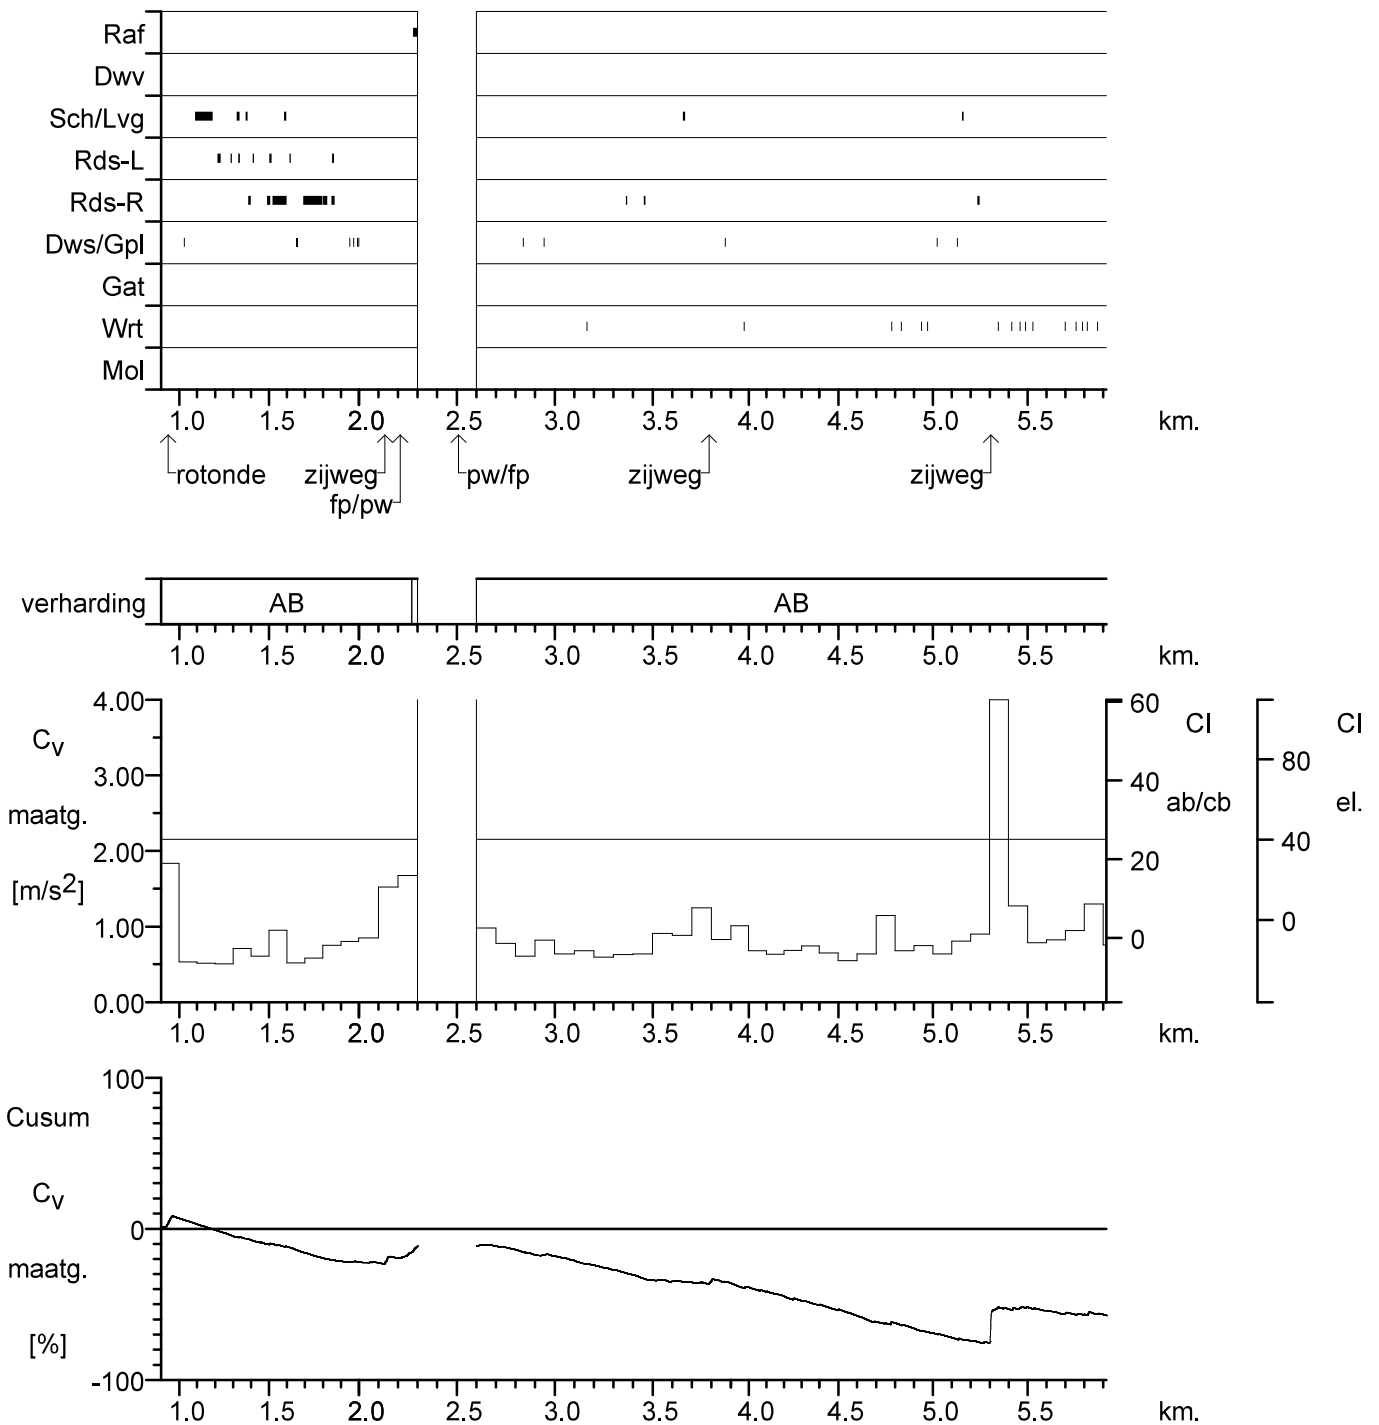 Raf
Dwv
Sch/Lvg
Rds-L
Rds-R
Dws/Gpl
Gat
Wrt
Mol
1.0 1.5 2.0 2.5 3.0 3.5 4.0 4.5 5.0 5.5 km.
rotonde zijweg pw/fp zijweg zijweg
fp/pw
verharding AB AB
1.0 1.5 2.0 2.5 3.0 3.5 4.0 4.5 5.0 5.5 km.
4.00 60
Cv CI CI
3.00 40 80
maatg. ab/cb el.
2.00 20 40
[m/s2]
1.00 0 0
0.00
1.0 1.5 2.0 2.5 3.0 3.5 4.0 4.5 5.0 5.5 km.
100
Cusum
Cv
0
maatg.
[%]
-100
1.0 1.5 2.0 2.5 3.0 3.5 4.0 4.5 5.0 5.5 km.